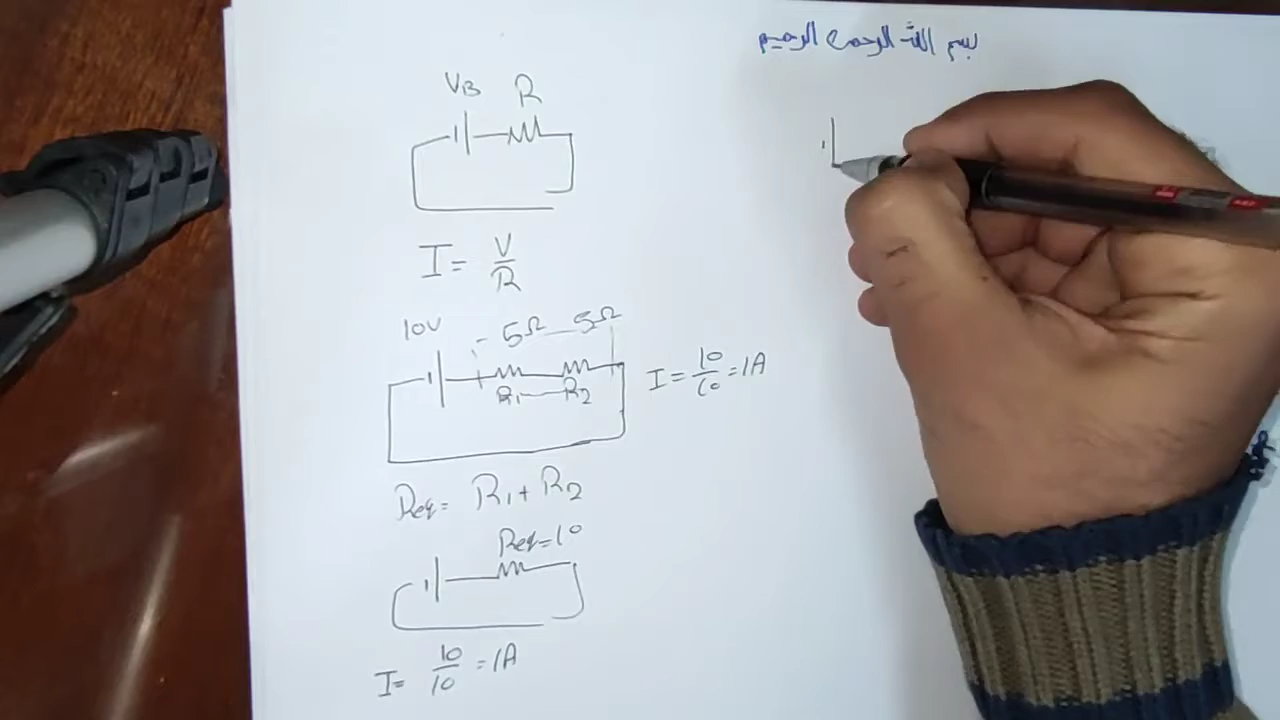 بسم الله الرحمن الرحيم
VB R
I = V/R
10V 5Ω 5Ω
R1 R2
I = 10/10 = 1A
Req = R1 + R2
Req = 10
I = 10/10 = 1A